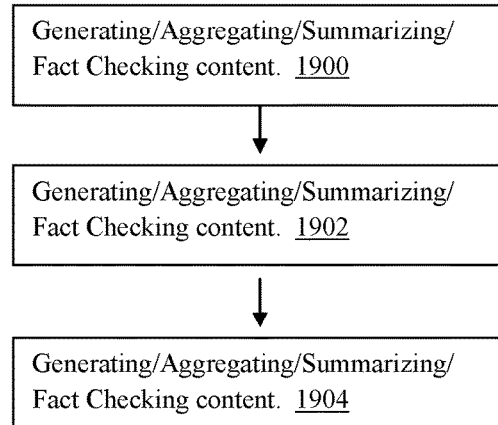 Generating/Aggregating/Summarizing/
Fact Checking content. 1900
Generating/Aggregating/Summarizing/
Fact Checking content. 1902
Generating/Aggregating/Summarizing/
Fact Checking content. 1904